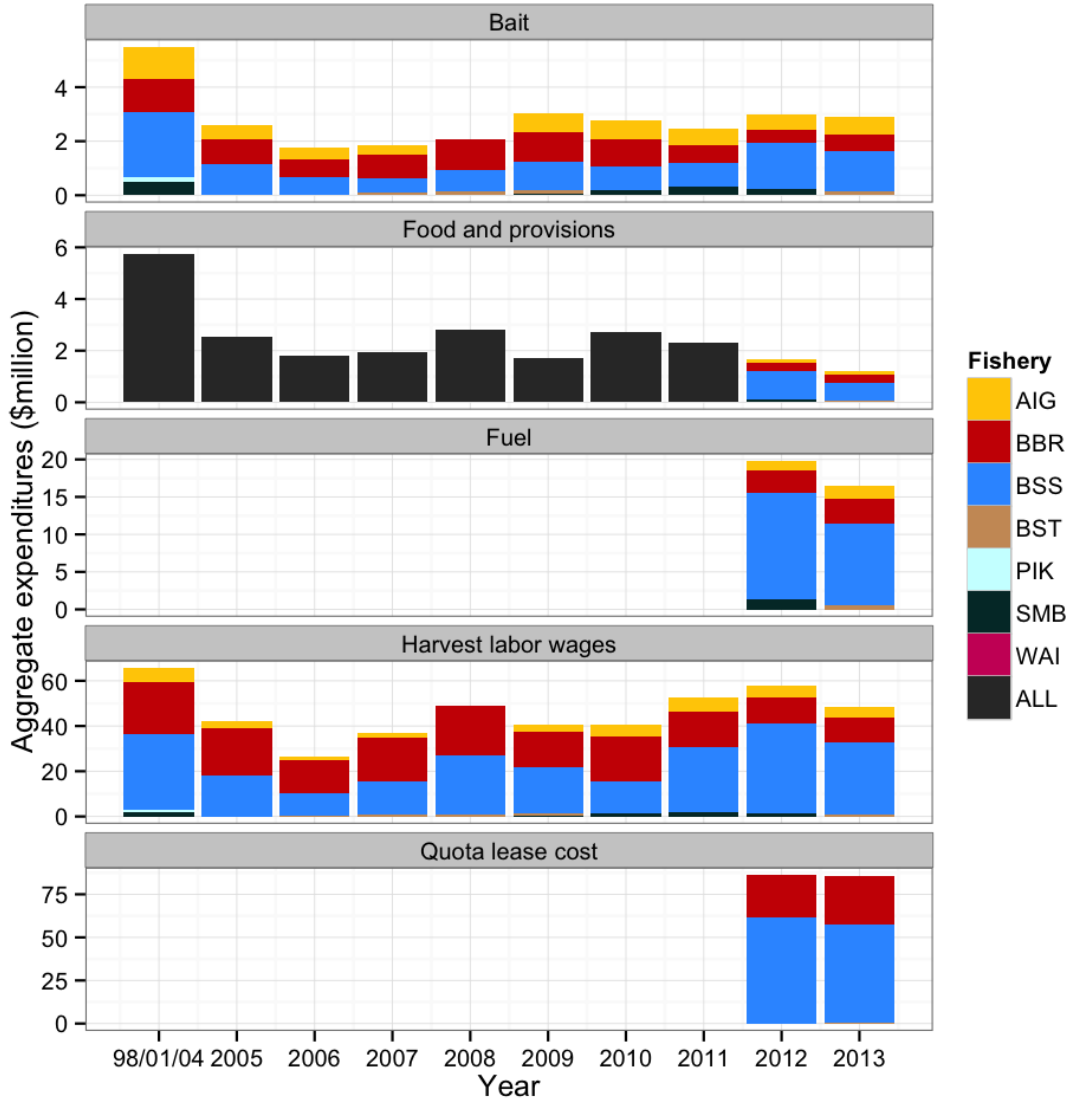 Bait
4
2
0
Food and provisions
6
4
2
0
Fuel
20
15
10
5
0
Harvest labor wages
60
40
20
0
Quota lease cost
75
50
25
0
98/01/04 2005 2006 2007 2008 2009 2010 2011 2012 2013
Year
Aggregate expenditures ($million)
Fishery
AIG
BBR
BSS
BST
PIK
SMB
WAI
ALL